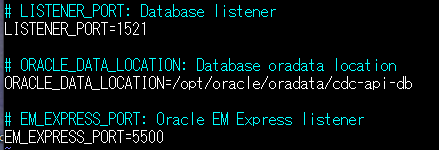 # LISTENER_PORT: Database listener
LISTENER_PORT=1521
# ORACLE_DATA_LOCATION: Database oradata location
ORACLE_DATA_LOCATION=/opt/oracle/oradata/cdc-api-db
# EM_EXPRESS_PORT: Oracle EM Express listener
EM_EXPRESS_PORT=5500
~